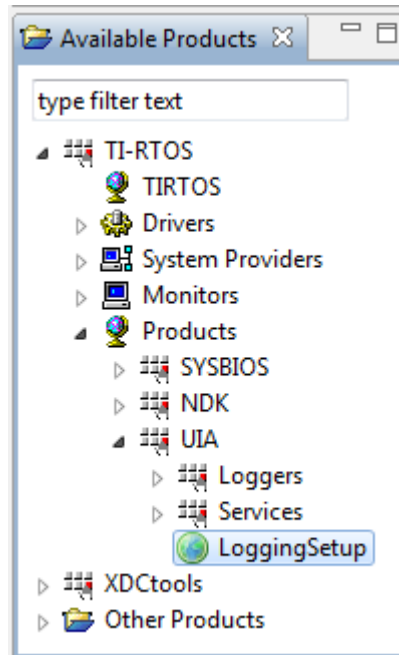 Available Products
type filter text
TI-RTOS
TIRTOS
Drivers
System Providers
Monitors
Products
SYSBIOS
NDK
UIA
Loggers
Services
LoggingSetup
XDCtools
Other Products